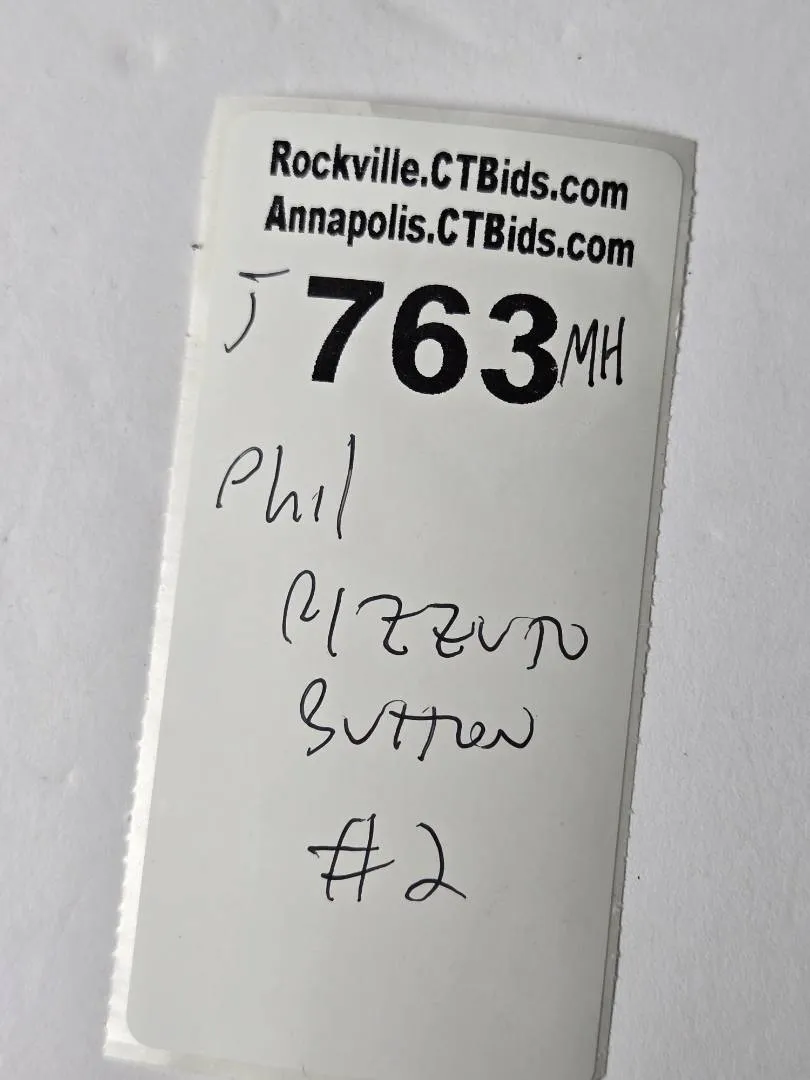 Rockville.CTBids.com
Annapolis.CTBids.com
J 763 MH
Phil
RIZZUTO
BUTTON
#2